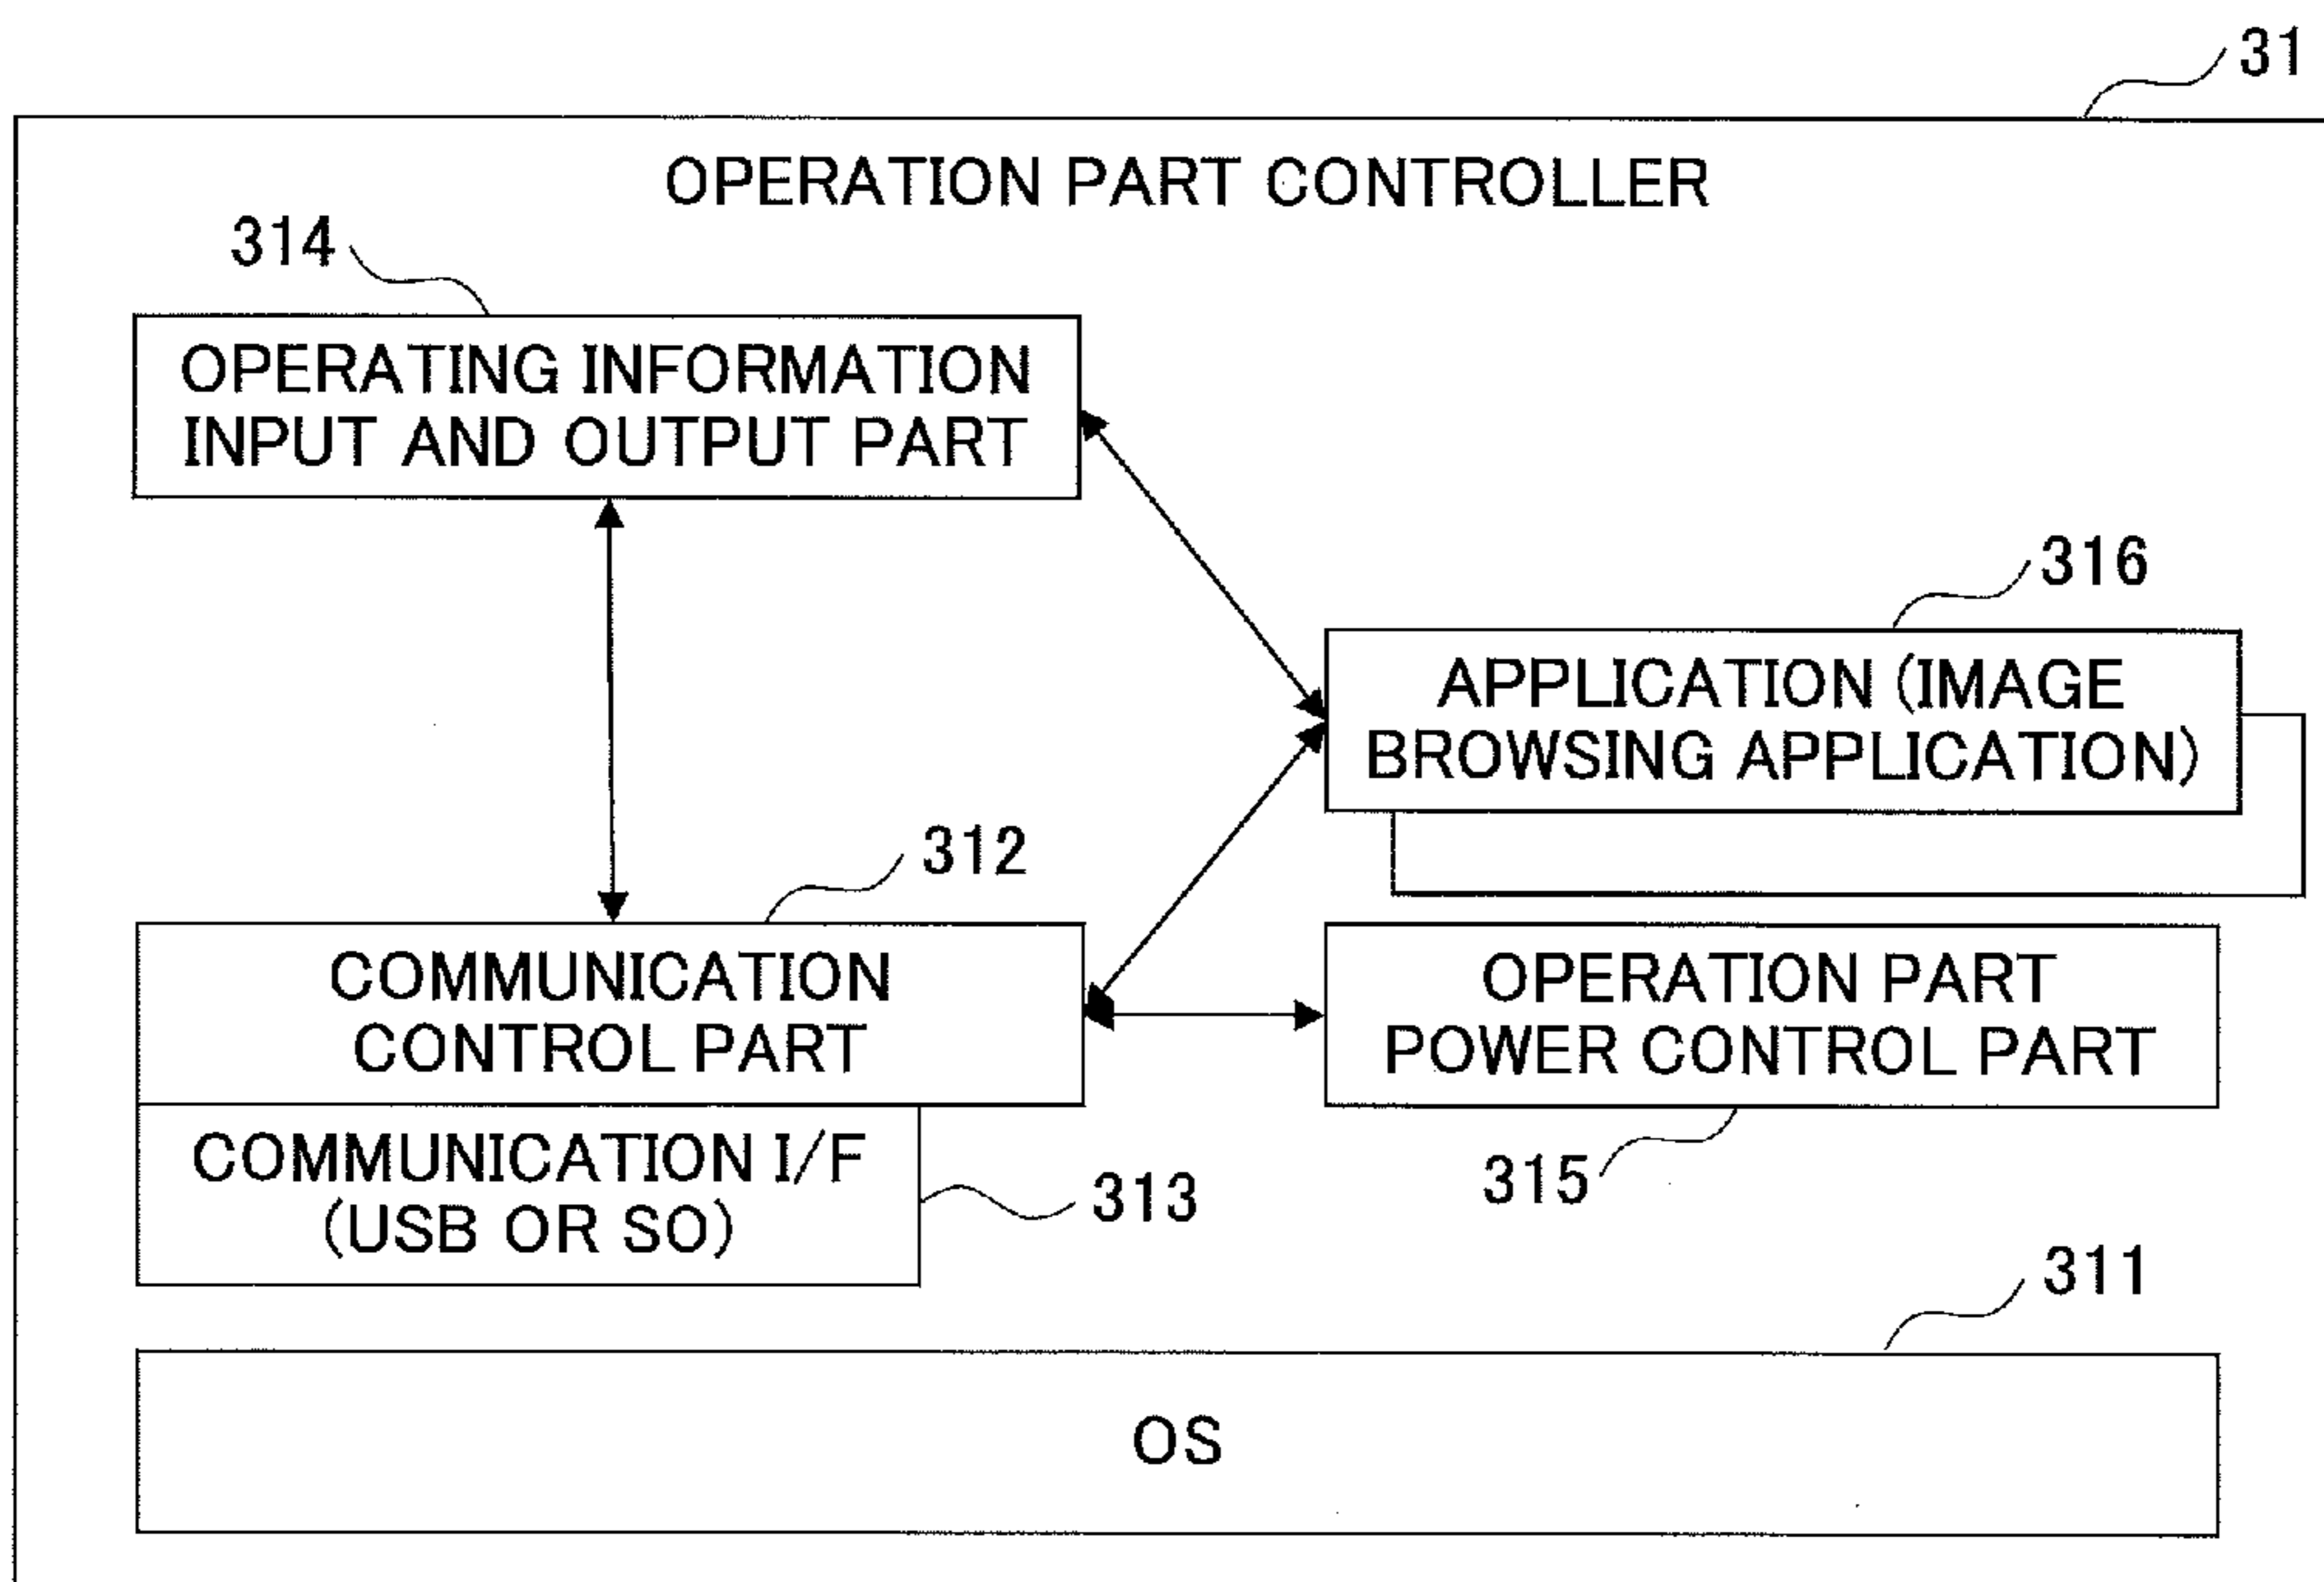 31
OPERATION PART CONTROLLER
314
OPERATING INFORMATION
INPUT AND OUTPUT PART
316
APPLICATION (IMAGE
BROWSING APPLICATION)
312
COMMUNICATION
CONTROL PART
OPERATION PART
POWER CONTROL PART
COMMUNICATION I/F
(USB OR SO)
313
315
311
OS